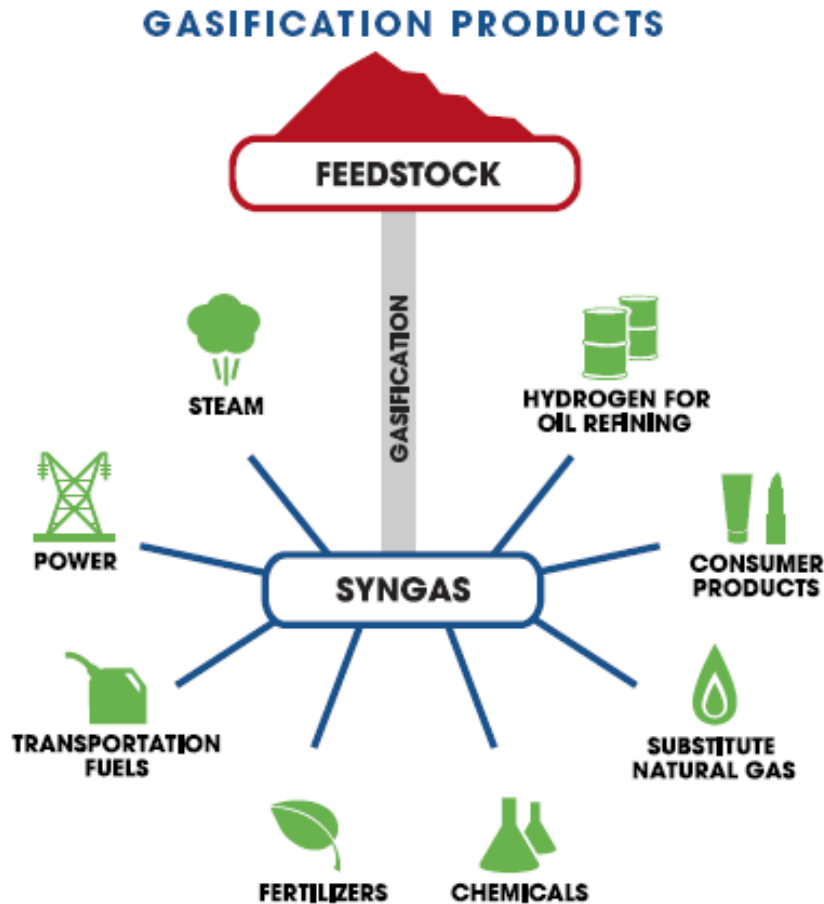 GASIFICATION PRODUCTS
FEEDSTOCK
GASIFICATION
STEAM
HYDROGEN FOR
OIL REFINING
POWER
CONSUMER
PRODUCTS
SYNGAS
TRANSPORTATION
FUELS
SUBSTITUTE
NATURAL GAS
FERTILIZERS
CHEMICALS